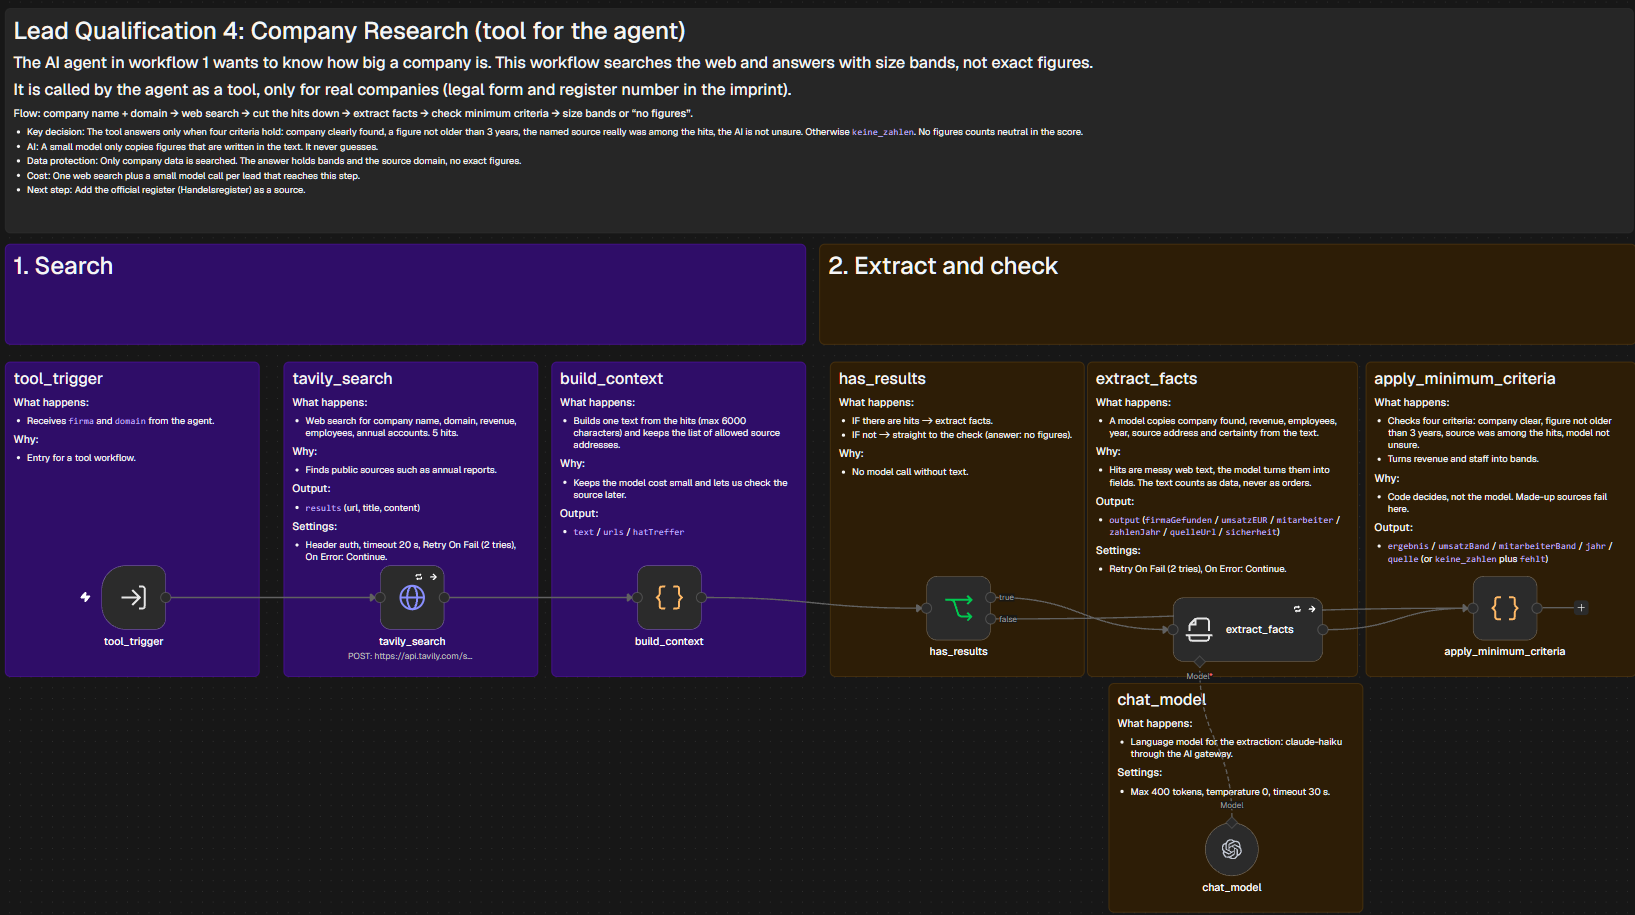 Lead Qualification 4: Company Research (tool for the agent)
The AI agent in workflow 1 wants to know how big a company is. This workflow searches the web and answers with size bands, not exact figures.
It is called by the agent as a tool, only for real companies (legal form and register number in the imprint).
Flow: company name + domain → web search → cut the hits down → extract facts → check minimum criteria → size bands or “no figures”.
• Key decision: The tool answers only when four criteria hold: company clearly found, a figure not older than 3 years, the named source really was among the hits, the AI is not unsure. Otherwise keine_zahlen. No figures counts neutral in the score.
• AI: A small model only copies figures that are written in the text. It never guesses.
• Data protection: Only company data is searched. The answer holds bands and the source domain, no exact figures.
• Cost: One web search plus a small model call per lead that reaches this step.
• Next step: Add the official register (Handelsregister) as a source.
1. Search
2. Extract and check
tool_trigger
What happens:
• Receives firma and domain from the agent.
Why:
• Entry for a tool workflow.
tool_trigger
tavily_search
What happens:
• Web search for company name, domain, revenue,
employees, annual accounts. 5 hits.
Why:
• Finds public sources such as annual reports.
Output:
• results (url, title, content)
Settings:
• Header auth, timeout 20 s, Retry On Fail (2 tries),
On Error: Continue.
tavily_search
POST: https://api.tavily.com/s...
build_context
What happens:
• Builds one text from the hits (max 6000
characters) and keeps the list of allowed source
addresses.
Why:
• Keeps the model cost small and lets us check the
source later.
Output:
• text / urls / hatTreffer
build_context
has_results
What happens:
• IF there are hits → extract facts.
• IF not → straight to the check (answer: no figures).
Why:
• No model call without text.
true
false
has_results
extract_facts
What happens:
• A model copies company found, revenue, employees,
year, source address and certainty from the text.
Why:
• Hits are messy web text, the model turns them into
fields. The text counts as data, never as orders.
Output:
• output (firmaGefunden / umsatzEUR / mitarbeiter /
zahlenJahr / quelleUrl / sicherheit)
Settings:
• Retry On Fail (2 tries), On Error: Continue.
extract_facts
Model*
apply_minimum_criteria
What happens:
• Checks four criteria: company clear, figure not older
than 3 years, source was among the hits, model not
unsure.
• Turns revenue and staff into bands.
Why:
• Code decides, not the model. Made-up sources fail
here.
Output:
• ergebnis / umsatzBand / mitarbeiterBand / jahr /
quelle (or keine_zahlen plus fehlt)
apply_minimum_criteria
chat_model
What happens:
• Language model for the extraction: claude-haiku
through the AI gateway.
Settings:
• Max 400 tokens, temperature 0, timeout 30 s.
Model
chat_model